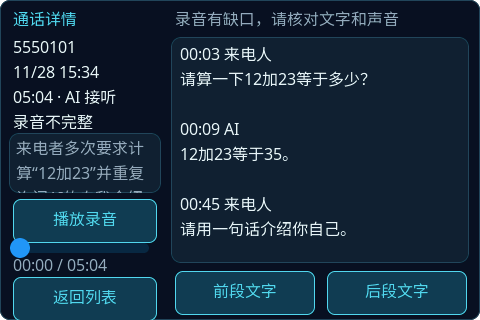 通话详情
5550101
11/28 15:34
05:04 · AI 接听
录音不完整
来电者多次要求计
算“12加23”并重复
播放录音
00:00 / 05:04
返回列表
录音有缺口，请核对文字和声音
00:03 来电人
请算一下12加23等于多少？
00:09 AI
12加23等于35。
00:45 来电人
请用一句话介绍你自己。
前段文字
后段文字